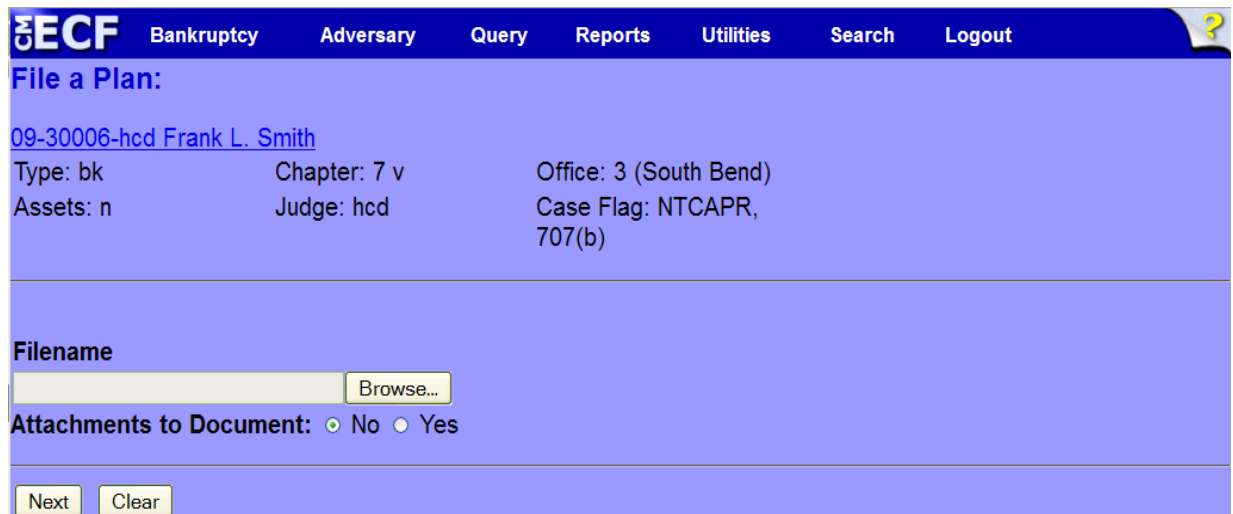 CM ECF Bankruptcy Adversary Query Reports Utilities Search Logout ?
File a Plan:
09-30006-hcd Frank L. Smith
Type: bk Chapter: 7 v Office: 3 (South Bend)
Assets: n Judge: hcd Case Flag: NTCAPR,
707(b)
Filename
Browse...
Attachments to Document: No Yes
Next Clear